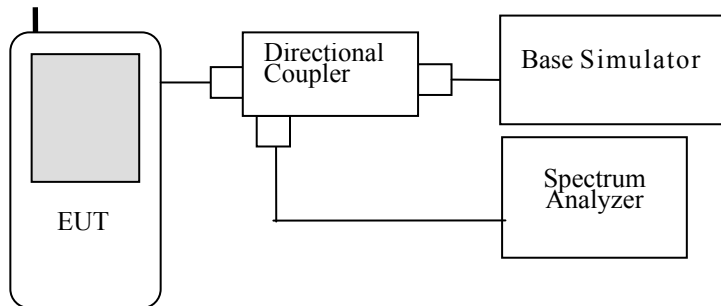 Directional
Coupler
Base Simulator
Spectrum
Analyzer
EUT